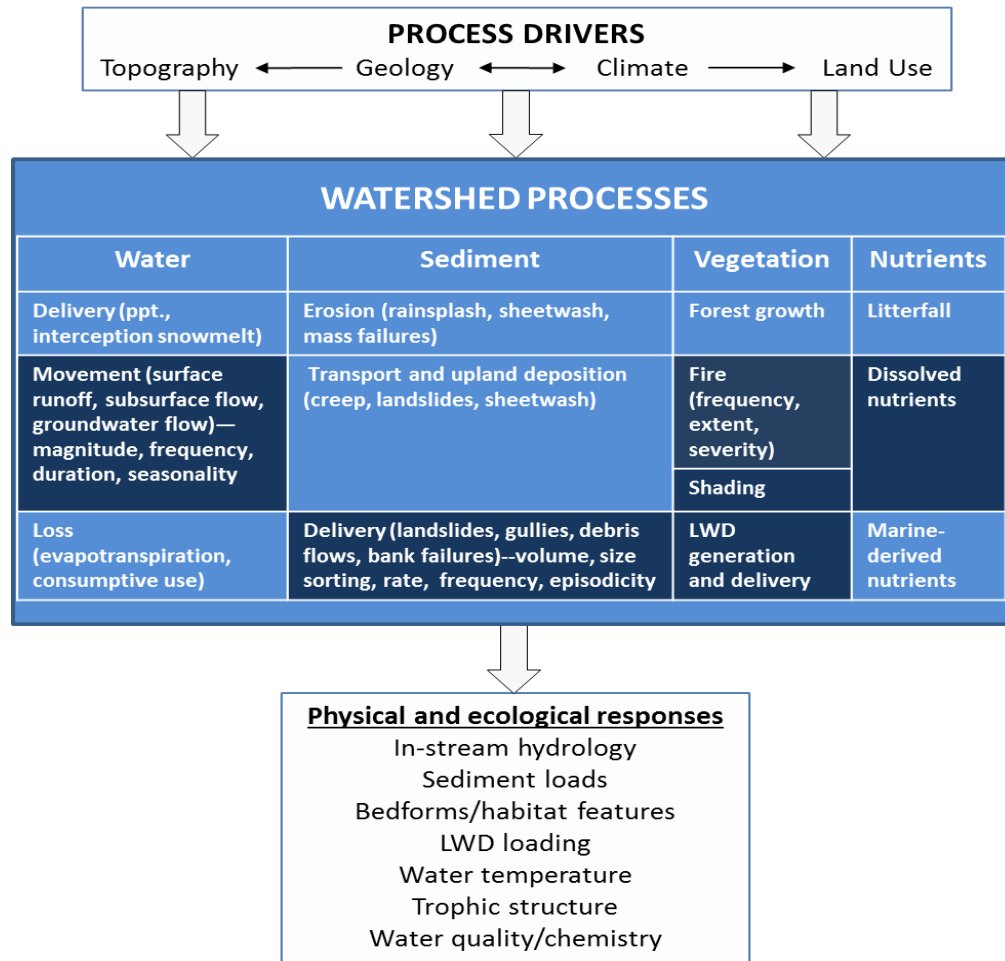 PROCESS DRIVERS
Topography Geology Climate Land Use
WATERSHED PROCESSES
Water Sediment Vegetation Nutrients
Delivery (ppt.,
interception snowmelt)
Erosion (rainsplash, sheetwash,
mass failures)
Forest growth
Litterfall
Movement (surface
runoff, subsurface flow,
groundwater flow)—
magnitude, frequency,
duration, seasonality
Transport and upland deposition
(creep, landslides, sheetwash)
Fire
(frequency,
extent,
severity)
Shading
Dissolved
nutrients
Loss
(evapotranspiration,
consumptive use)
Delivery (landslides, gullies, debris
flows, bank failures)--volume, size
sorting, rate, frequency, episodicity
LWD
generation
and delivery
Marine-
derived
nutrients
Physical and ecological responses
In-stream hydrology
Sediment loads
Bedforms/habitat features
LWD loading
Water temperature
Trophic structure
Water quality/chemistry